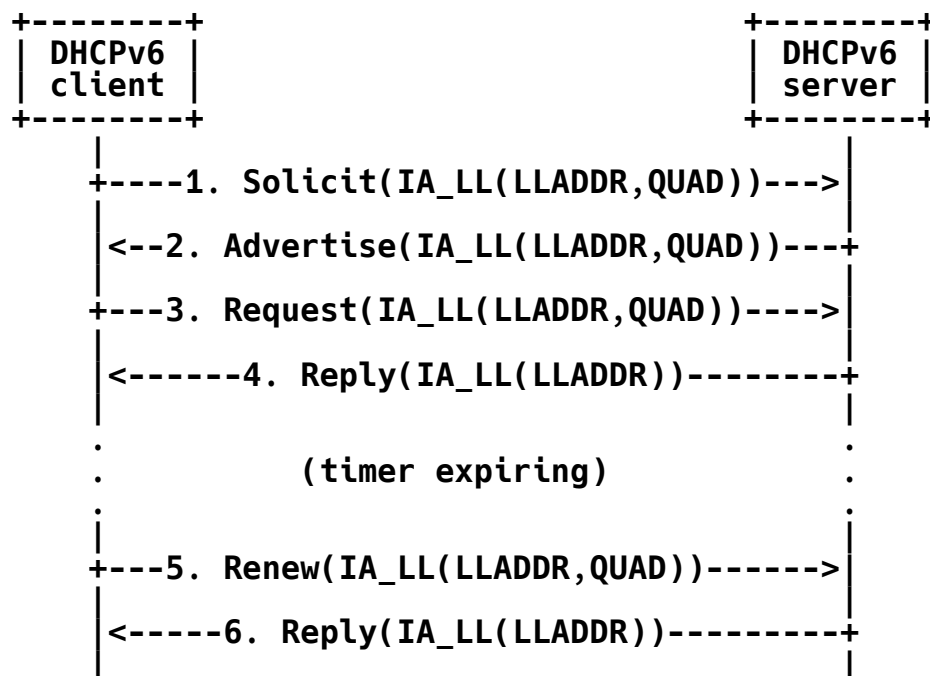 DHCPv6 DHCPv6
client server
1. Solicit(IA_LL(LLADDR,QUAD))
2. Advertise(IA_LL(LLADDR,QUAD))
3. Request(IA_LL(LLADDR,QUAD))
4. Reply(IA_LL(LLADDR))
(timer expiring)
5. Renew(IA_LL(LLADDR,QUAD))
6. Reply(IA_LL(LLADDR))